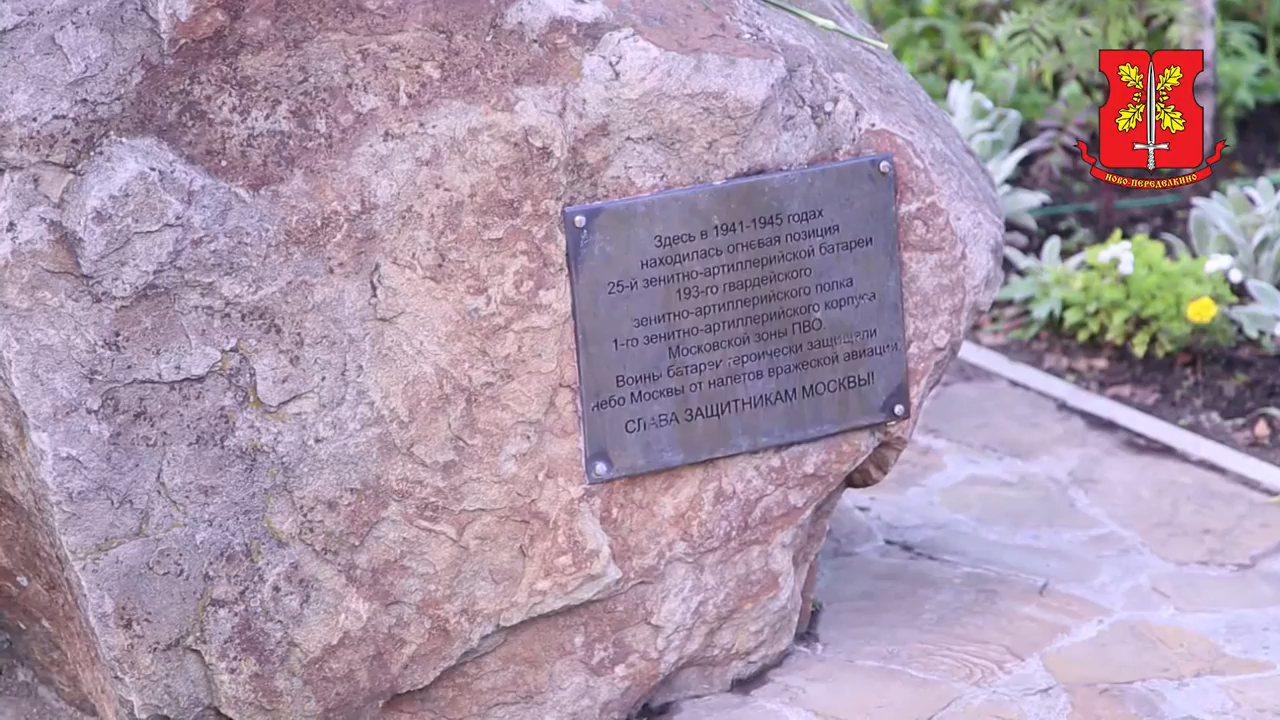 Здесь в 1941-1945 годах
находилась огневая позиция
25-й зенитно-артиллерийской батареи
193-го гвардейского
зенитно-артиллерийского полка
1-го зенитно-артиллерийского корпуса
Московской зоны ПВО.
Воины батареи героически защищали
небо Москвы от налетов вражеской авиации.
СЛАВА ЗАЩИТНИКАМ МОСКВЫ!
НОВО-ПЕРЕДЕЛКИНО